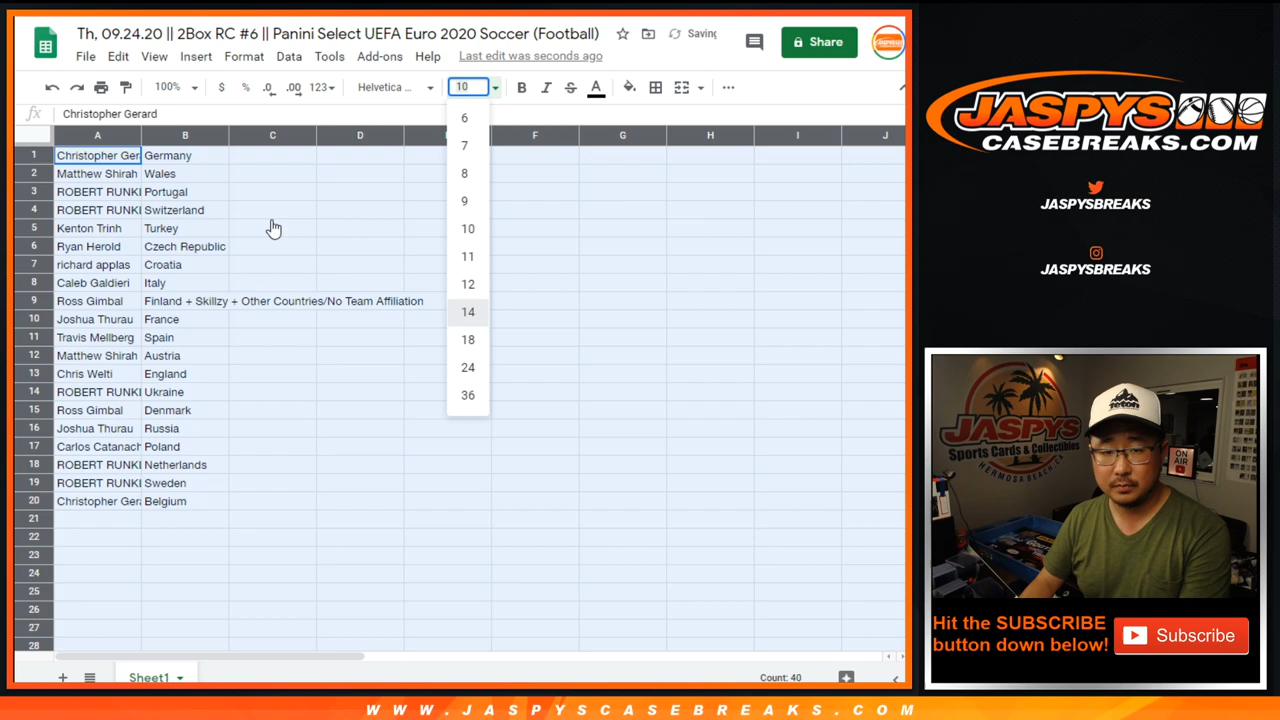 Th, 09.24.20 || 2Box RC #6 || Panini Select UEFA Euro 2020 Soccer (Football)
Saving
Share
File Edit View Insert Format Data Tools Add-ons Help Last edit was seconds ago
100% $ % .0 .00 123 Helvetica ... 10 B I S A
fx Christopher Gerard
A B C D F G H I J
1 Christopher Ger Germany
2 Matthew Shirah Wales
3 ROBERT RUNKI Portugal
4 ROBERT RUNKI Switzerland
5 Kenton Trinh Turkey
6 Ryan Herold Czech Republic
7 richard applas Croatia
8 Caleb Galdieri Italy
9 Ross Gimbal Finland + Skillzy + Other Countries/No Team Affiliation
10 Joshua Thurau France
11 Travis Mellberg Spain
12 Matthew Shirah Austria
13 Chris Welti England
14 ROBERT RUNKI Ukraine
15 Ross Gimbal Denmark
16 Joshua Thurau Russia
17 Carlos Catanach Poland
18 ROBERT RUNKI Netherlands
19 ROBERT RUNKI Sweden
20 Christopher Gera Belgium
21
22
23
24
25
26
27
28
6
7
8
9
10
11
12
14
18
24
36
Sheet1
Count: 40
JASPYS
CASEBREAKS.COM
JASPYSBREAKS
JASPYSBREAKS
JASPYS
Sports Cards & Collectibles
HERMOSA BEACH, CA
TETON
ON
AIR
Hit the SUBSCRIBE
button down below!
Subscribe
WWW.JASPYSCASEBREAKS.COM